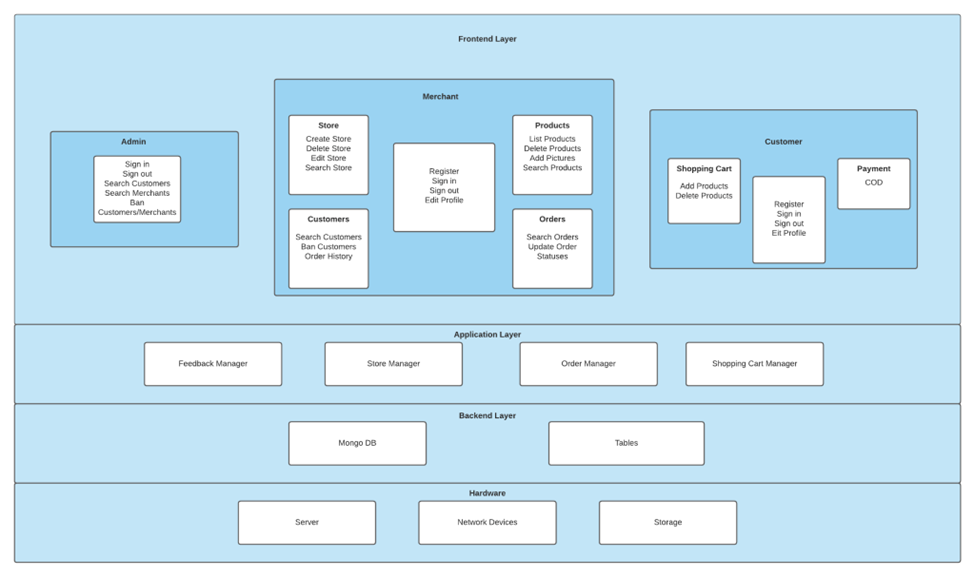 Frontend Layer
Admin
Sign in
Sign out
Search Customers
Search Merchants
Ban
Customers/Merchants
Merchant
Store
Create Store
Delete Store
Edit Store
Search Store
Customers
Search Customers
Ban Customers
Order History
Register
Sign in
Sign out
Edit Profile
Products
List Products
Delete Products
Add Pictures
Search Products
Orders
Search Orders
Update Order
Statuses
Customer
Shopping Cart
Add Products
Delete Products
Register
Sign in
Sign out
Eit Profile
Payment
COD
Application Layer
Feedback Manager
Store Manager
Order Manager
Shopping Cart Manager
Backend Layer
Mongo DB
Tables
Hardware
Server
Network Devices
Storage